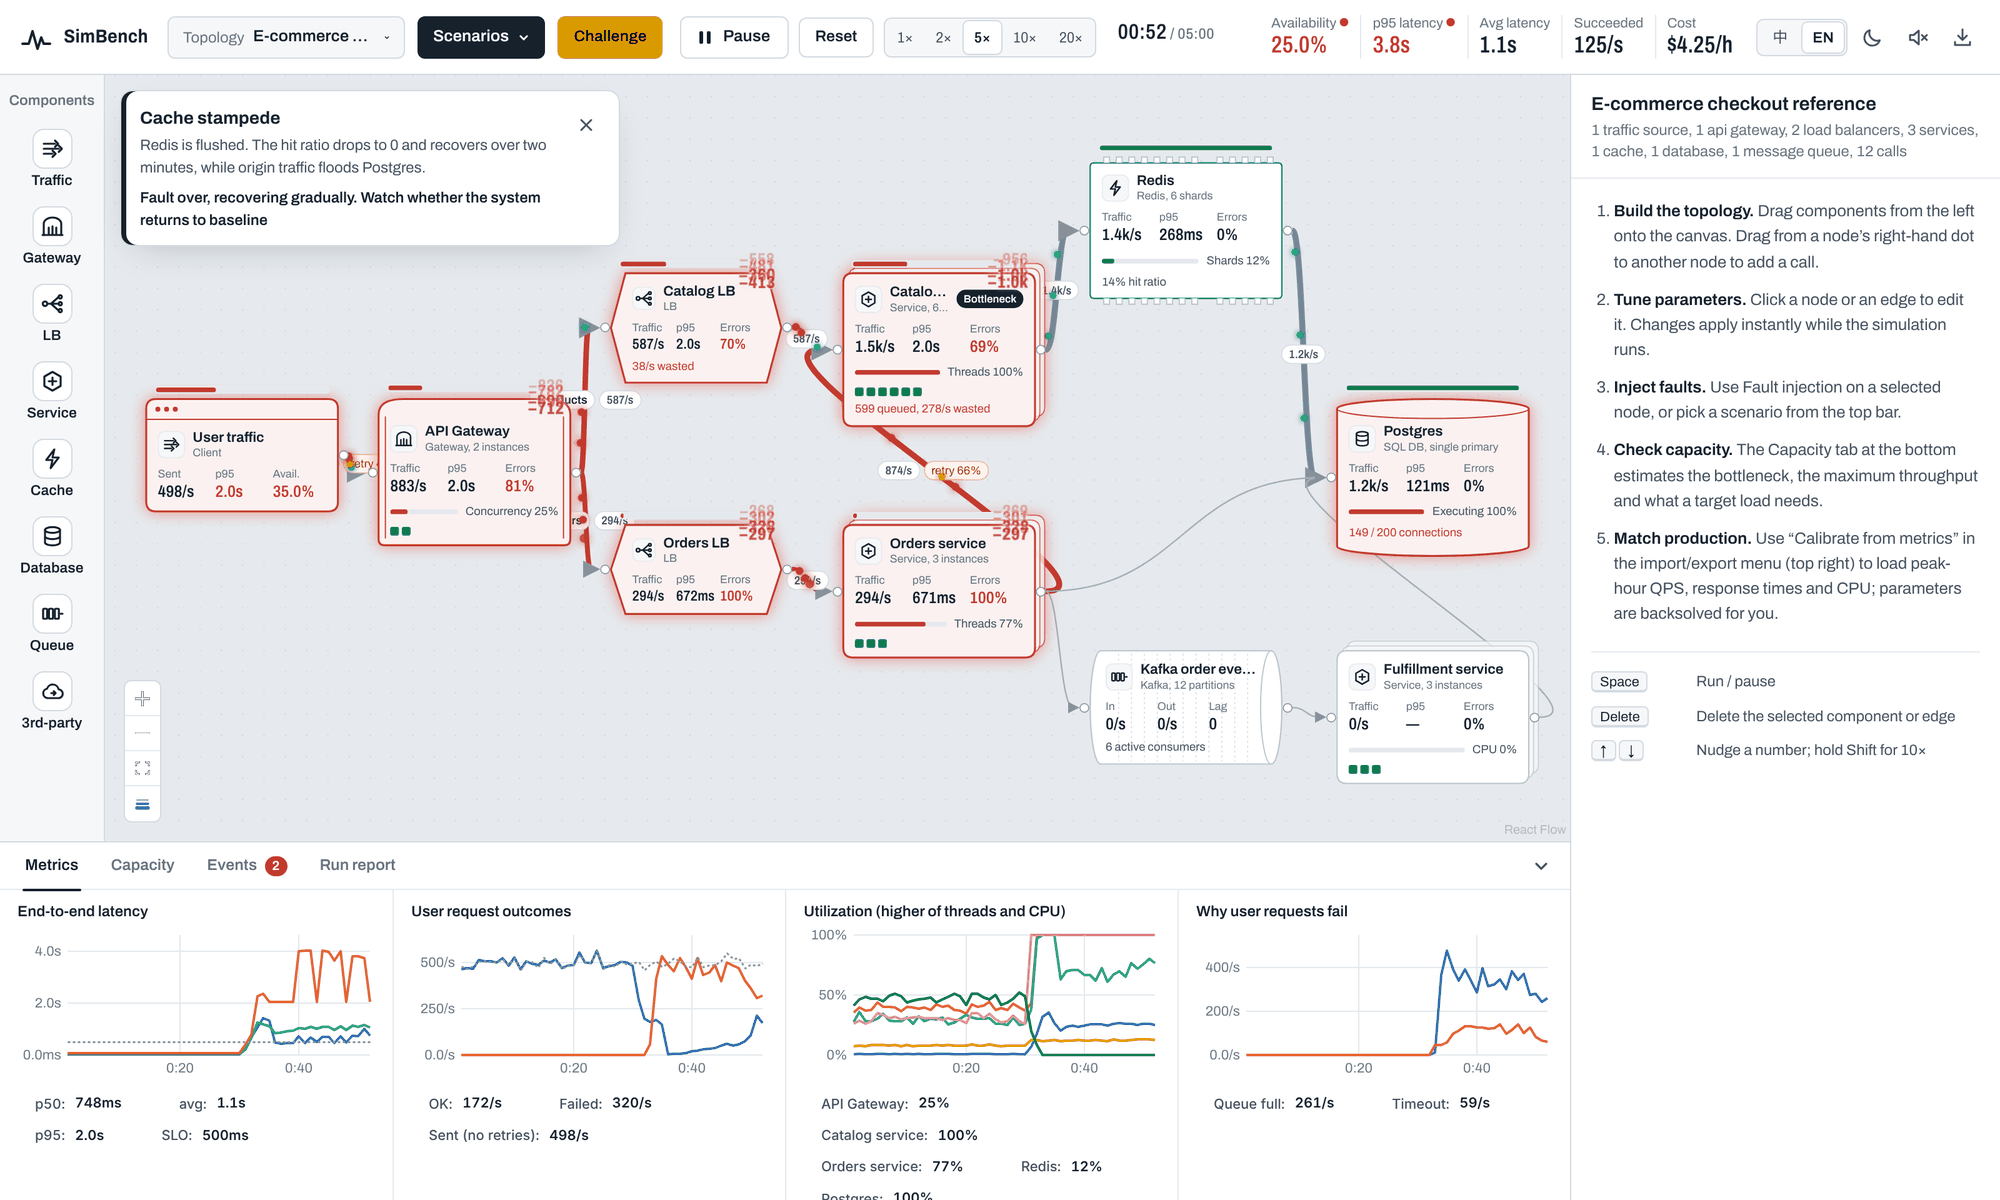 SimBench
Topology E-commerce ...
Scenarios
Challenge
Pause
Reset
1×
2×
5×
10×
20×
00:52 / 05:00
Availability
25.0%
p95 latency
3.8s
Avg latency
1.1s
Succeeded
125/s
Cost
$4.25/h
中
EN
Components
Traffic
Gateway
LB
Service
Cache
Database
Queue
3rd-party
Cache stampede
Redis is flushed. The hit ratio drops to 0 and recovers over two
minutes, while origin traffic floods Postgres.
Fault over, recovering gradually. Watch whether the system
returns to baseline
User traffic
Client
Sent p95 Avail.
498/s 2.0s 35.0%
API Gateway
Gateway, 2 instances
Traffic p95 Errors
883/s 2.0s 81%
Concurrency 25%
-712
587/s
Catalog LB
LB
Traffic p95 Errors
587/s 2.0s 70%
38/s wasted
-413
587/s
Catalo...
Service, 6...
Bottleneck
Traffic p95 Errors
1.5k/s 2.0s 69%
Threads 100%
599 queued, 278/s wasted
-1.0k
Redis
Redis, 6 shards
Traffic p95 Errors
1.4k/s 268ms 0%
Shards 12%
14% hit ratio
1.2k/s
874/s
retry 66%
294/s
Orders LB
LB
Traffic p95 Errors
294/s 672ms 100%
-297
Orders service
Service, 3 instances
Traffic p95 Errors
294/s 671ms 100%
Threads 77%
-297
Postgres
SQL DB, single primary
Traffic p95 Errors
1.2k/s 121ms 0%
Executing 100%
149 / 200 connections
Kafka order eve...
Kafka, 12 partitions
In Out Lag
0/s 0/s 0
6 active consumers
Fulfillment service
Service, 3 instances
Traffic p95 Errors
0/s — 0%
CPU 0%
React Flow
E-commerce checkout reference
1 traffic source, 1 api gateway, 2 load balancers, 3 services,
1 cache, 1 database, 1 message queue, 12 calls
1. Build the topology. Drag components from the left
onto the canvas. Drag from a node’s right-hand dot
to another node to add a call.
2. Tune parameters. Click a node or an edge to edit
it. Changes apply instantly while the simulation
runs.
3. Inject faults. Use Fault injection on a selected
node, or pick a scenario from the top bar.
4. Check capacity. The Capacity tab at the bottom
estimates the bottleneck, the maximum throughput
and what a target load needs.
5. Match production. Use “Calibrate from metrics” in
the import/export menu (top right) to load peak-
hour QPS, response times and CPU; parameters
are backsolved for you.
Space Run / pause
Delete Delete the selected component or edge
↑ ↓ Nudge a number; hold Shift for 10×
Metrics
Capacity
Events 2
Run report
End-to-end latency
4.0s
2.0s
0.0ms
0:20 0:40
p50: 748ms avg: 1.1s
p95: 2.0s SLO: 500ms
User request outcomes
500/s
250/s
0.0/s
0:20 0:40
OK: 172/s Failed: 320/s
Sent (no retries): 498/s
Utilization (higher of threads and CPU)
100%
50%
0%
0:20 0:40
API Gateway: 25%
Catalog service: 100%
Orders service: 77% Redis: 12%
Postgres: 100%
Why user requests fail
400/s
200/s
0.0/s
0:20 0:40
Queue full: 261/s Timeout: 59/s